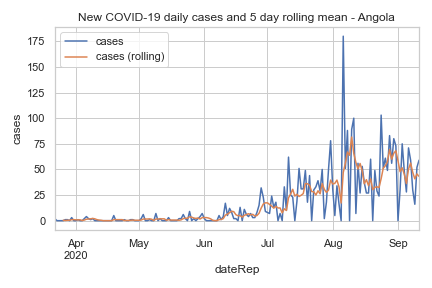 New COVID-19 daily cases and 5 day rolling mean - Angola
cases
cases (rolling)
cases
175
150
125
100
75
50
25
0
Apr
2020
May
Jun
Jul
Aug
Sep
dateRep